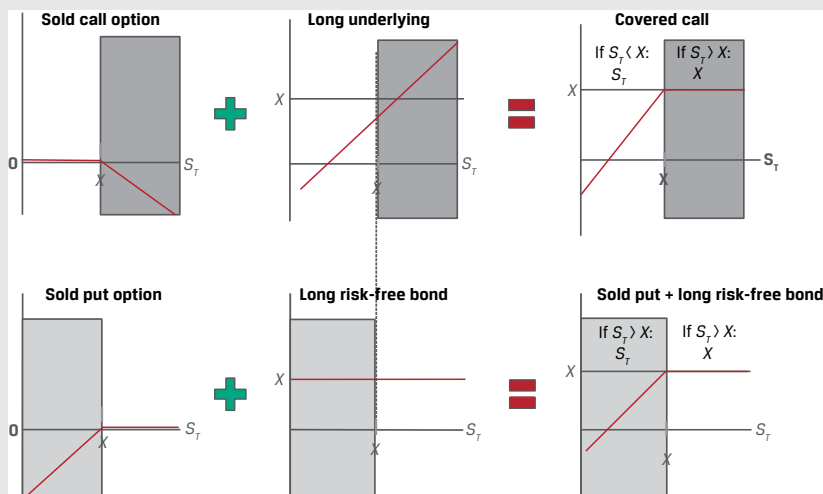 Sold call option
Long underlying
Covered call
If S_T 〈 X:
S_T
If S_T 〉 X:
X
X
X
0
X
S_T
X
S_T
X
S_T
Sold put option
Long risk-free bond
Sold put + long risk-free bond
If S_T 〉 X:
S_T
If S_T 〉 X:
X
X
X
0
X
S_T
X
S_T
X
S_T